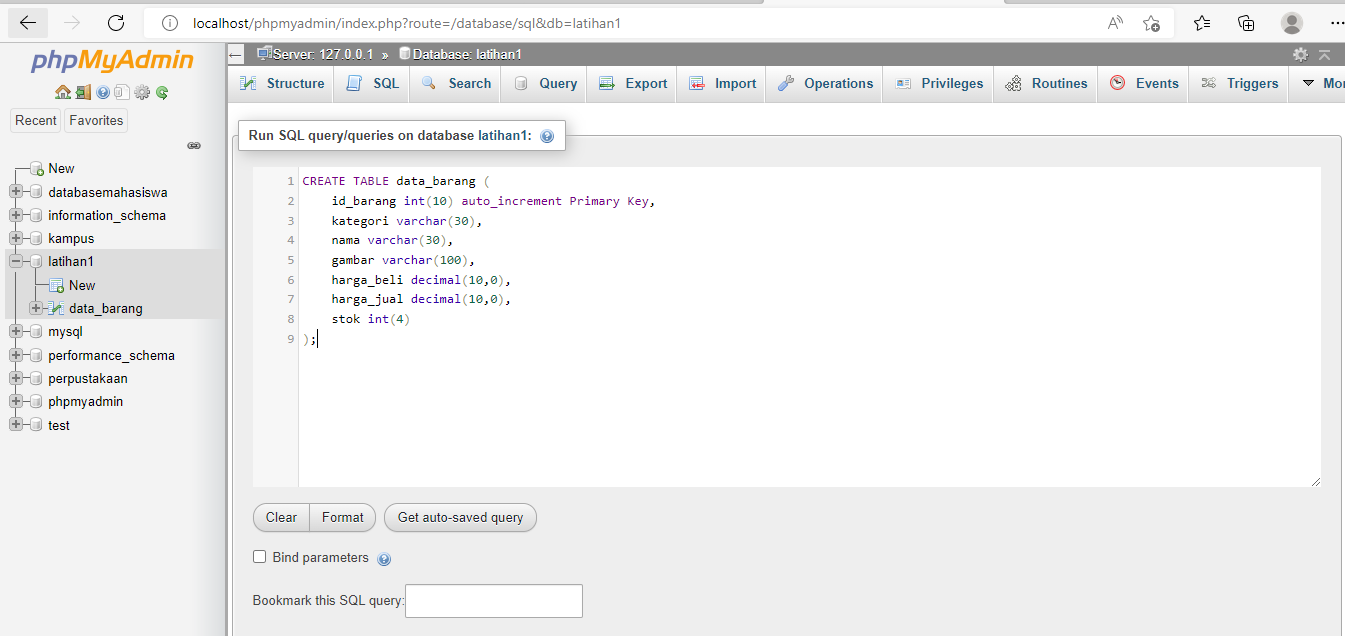 localhost/phpmyadmin/index.php?route=/database/sql&db=latihan1
phpMyAdmin
Recent Favorites
New
databasemahasiswa
information_schema
kampus
latihan1
New
data_barang
mysql
performance_schema
perpustakaan
phpmyadmin
test
Server: 127.0.0.1 » Database: latihan1
Structure SQL Search Query Export Import Operations Privileges Routines Events Triggers Mor
Run SQL query/queries on database latihan1:
1 CREATE TABLE data_barang (
2 id_barang int(10) auto_increment Primary Key,
3 kategori varchar(30),
4 nama varchar(30),
5 gambar varchar(100),
6 harga_beli decimal(10,0),
7 harga_jual decimal(10,0),
8 stok int(4)
9 );
Clear Format Get auto-saved query
Bind parameters
Bookmark this SQL query: